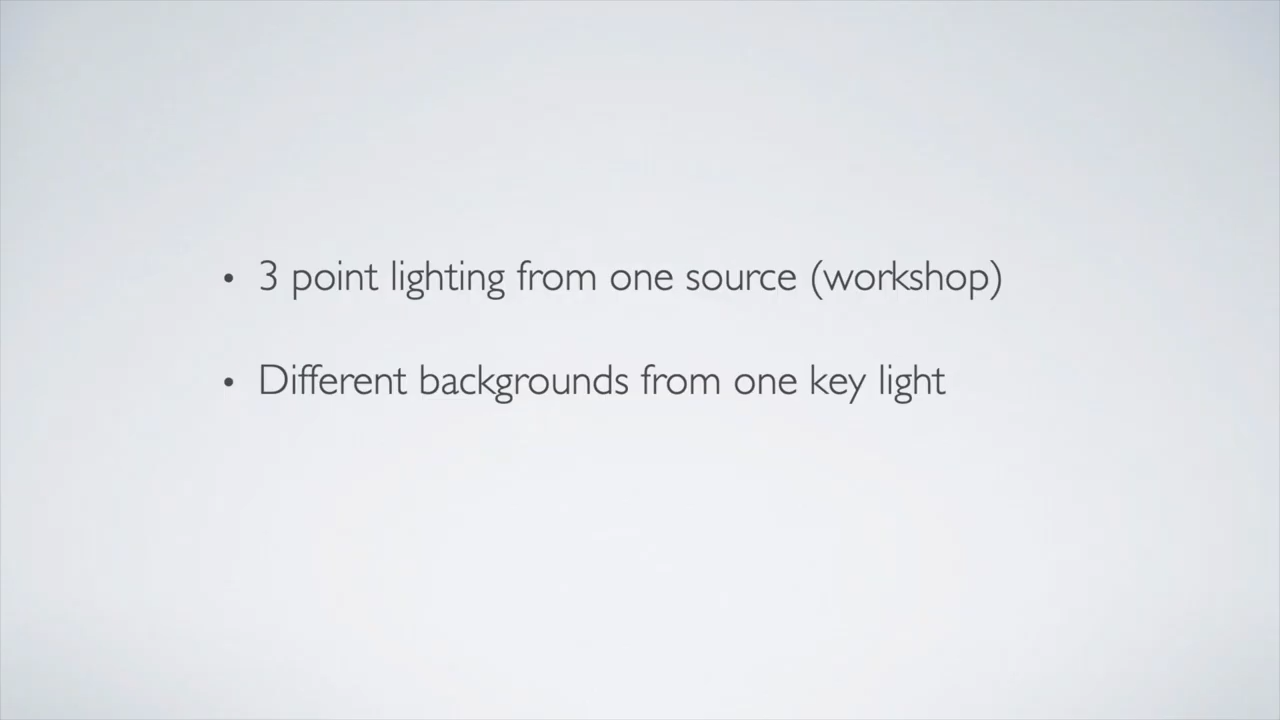 • 3 point lighting from one source (workshop)
• Different backgrounds from one key light